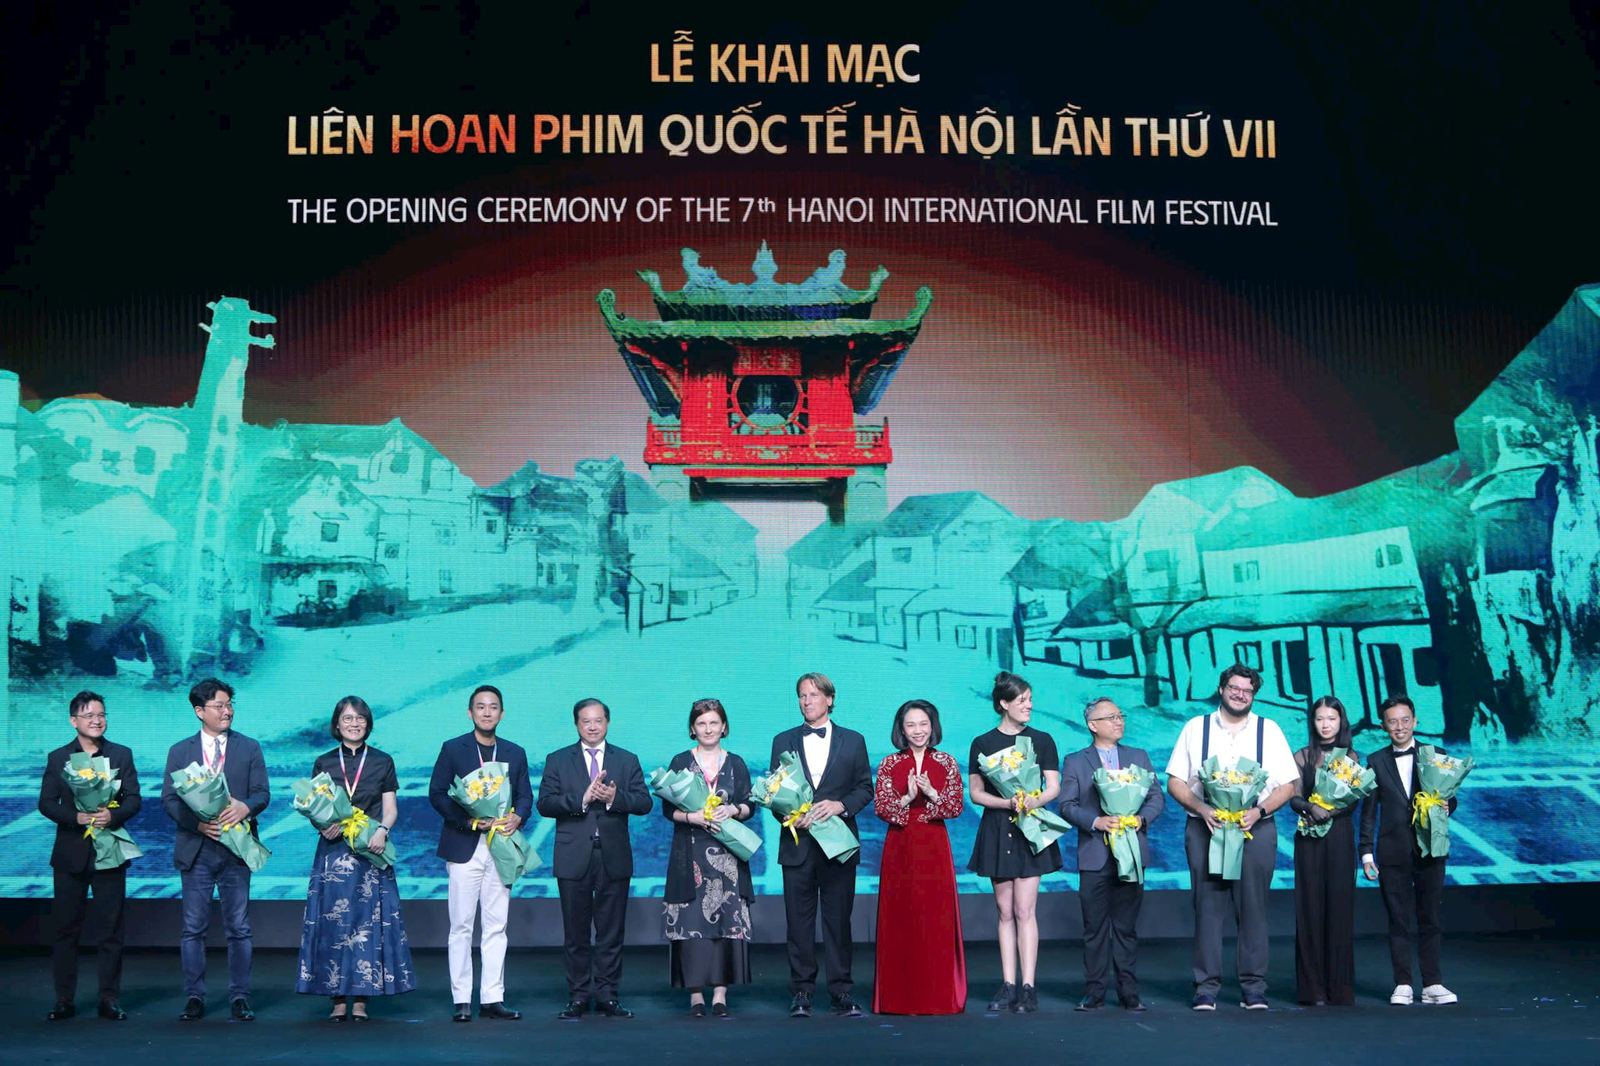 LỄ KHAI MẠC
LIÊN HOAN PHIM QUỐC TẾ HÀ NỘI LẦN THỨ VII
THE OPENING CEREMONY OF THE 7th HANOI INTERNATIONAL FILM FESTIVAL